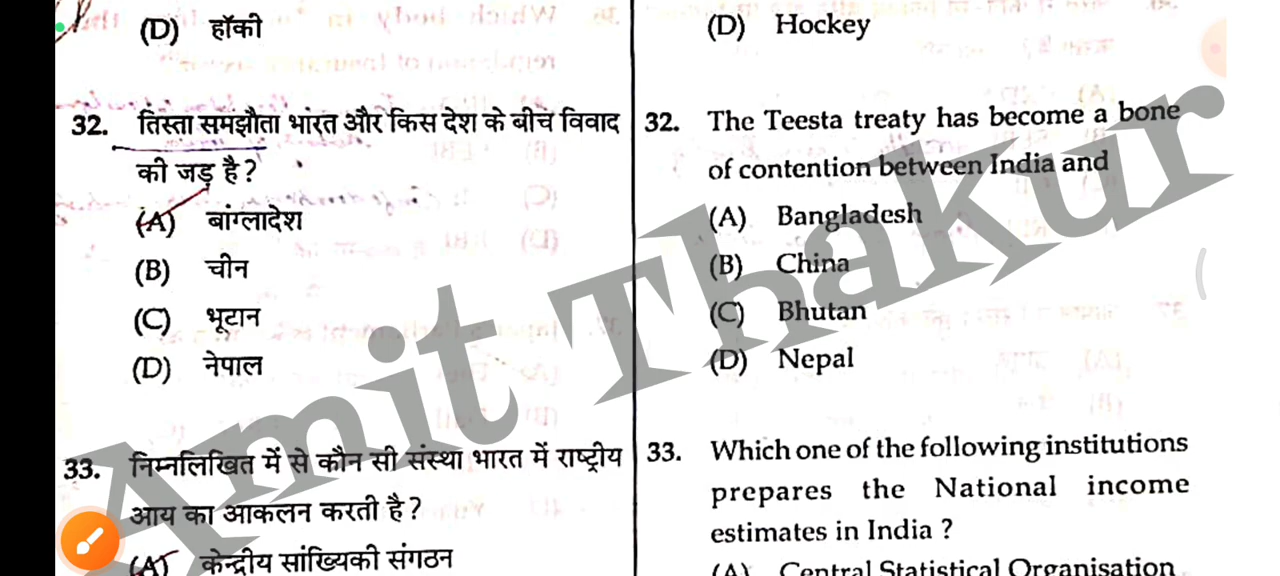 (D) हॉकी
32. तिस्ता समझौता भारत और किस देश के बीच विवाद
की जड़ है?
(A) बांग्लादेश
(B) चीन
(C) भूटान
(D) नेपाल
33. निम्नलिखित में से कौन सी संस्था भारत में राष्ट्रीय
आय का आकलन करती है?
(A) केन्द्रीय सांख्यिकी संगठन
(D) Hockey
32. The Teesta treaty has become a bone
of contention between India and
(A) Bangladesh
(B) China
(C) Bhutan
(D) Nepal
33. Which one of the following institutions
prepares the National income
estimates in India ?
(A) Central Statistical Organisation
Amit Thakur